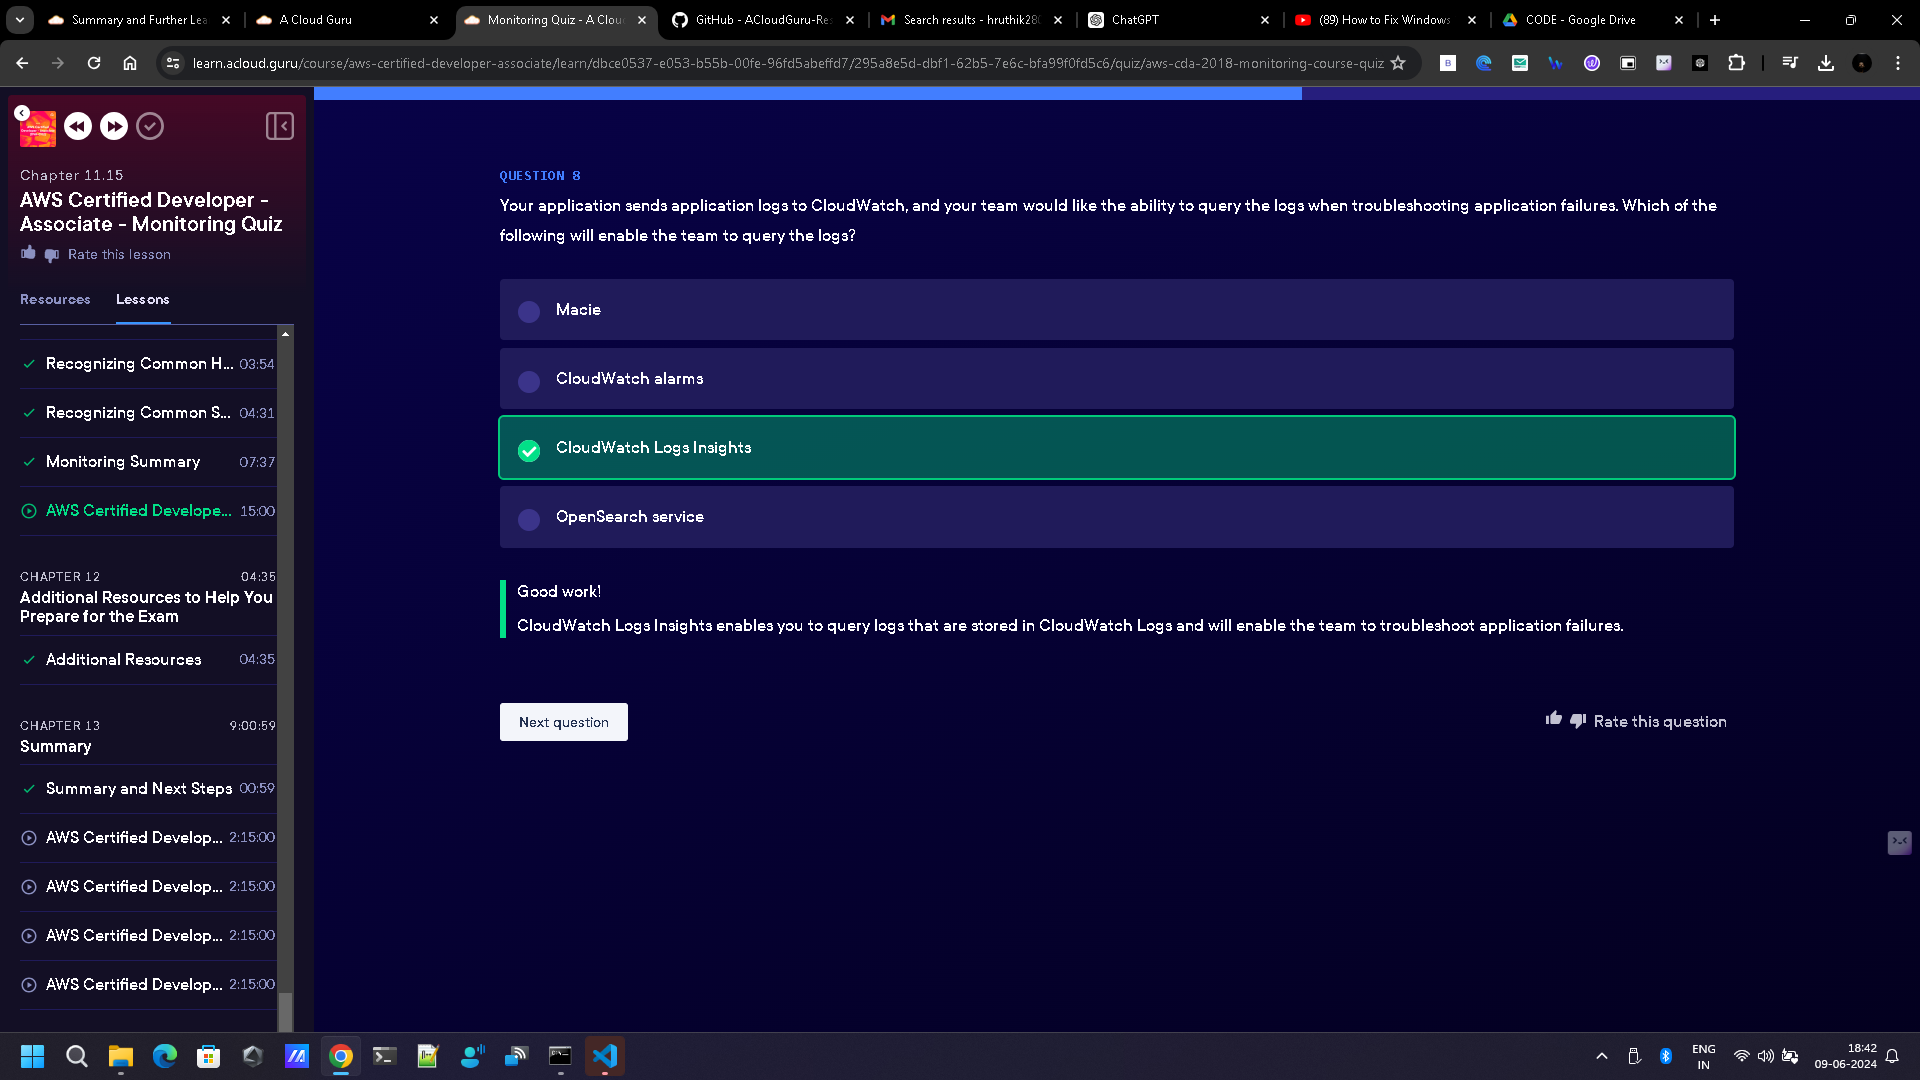 Summary and Further Lea
A Cloud Guru
Monitoring Quiz - A Clou
GitHub - ACloudGuru-Res
Search results - hruthik280
ChatGPT
(89) How to Fix Windows
CODE - Google Drive
learn.acloud.guru/course/aws-certified-developer-associate/learn/dbce0537-e053-b55b-00fe-96fd5abeffd7/295a8e5d-dbf1-62b5-7e6c-bfa99f0fd5c6/quiz/aws-cda-2018-monitoring-course-quiz
Chapter 11.15
AWS Certified Developer -
Associate - Monitoring Quiz
Rate this lesson
Resources
Lessons
Recognizing Common H... 03:54
Recognizing Common S... 04:31
Monitoring Summary 07:37
AWS Certified Develope... 15:00
CHAPTER 12 04:35
Additional Resources to Help You
Prepare for the Exam
Additional Resources 04:35
CHAPTER 13 9:00:59
Summary
Summary and Next Steps 00:59
AWS Certified Develop... 2:15:00
AWS Certified Develop... 2:15:00
AWS Certified Develop... 2:15:00
AWS Certified Develop... 2:15:00
QUESTION 8
Your application sends application logs to CloudWatch, and your team would like the ability to query the logs when troubleshooting application failures. Which of the
following will enable the team to query the logs?
Macie
CloudWatch alarms
CloudWatch Logs Insights
OpenSearch service
Good work!
CloudWatch Logs Insights enables you to query logs that are stored in CloudWatch Logs and will enable the team to troubleshoot application failures.
Next question
Rate this question
ENG
IN
18:42
09-06-2024